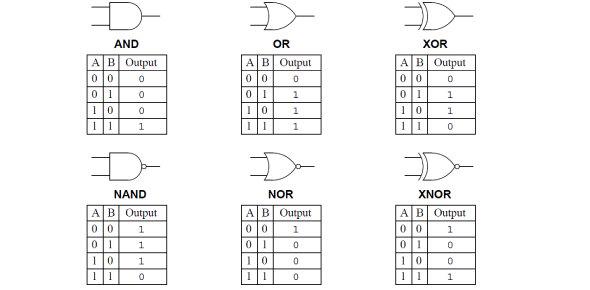 AND OR XOR
A B Output A B Output A B Output
0 0 0 0 0 0 0 0 0
0 1 0 0 1 1 0 1 1
1 0 0 1 0 1 1 0 1
1 1 1 1 1 1 1 1 0
NAND NOR XNOR
A B Output A B Output A B Output
0 0 1 0 0 1 0 0 1
0 1 1 0 1 0 0 1 0
1 0 1 1 0 0 1 0 0
1 1 0 1 1 0 1 1 1